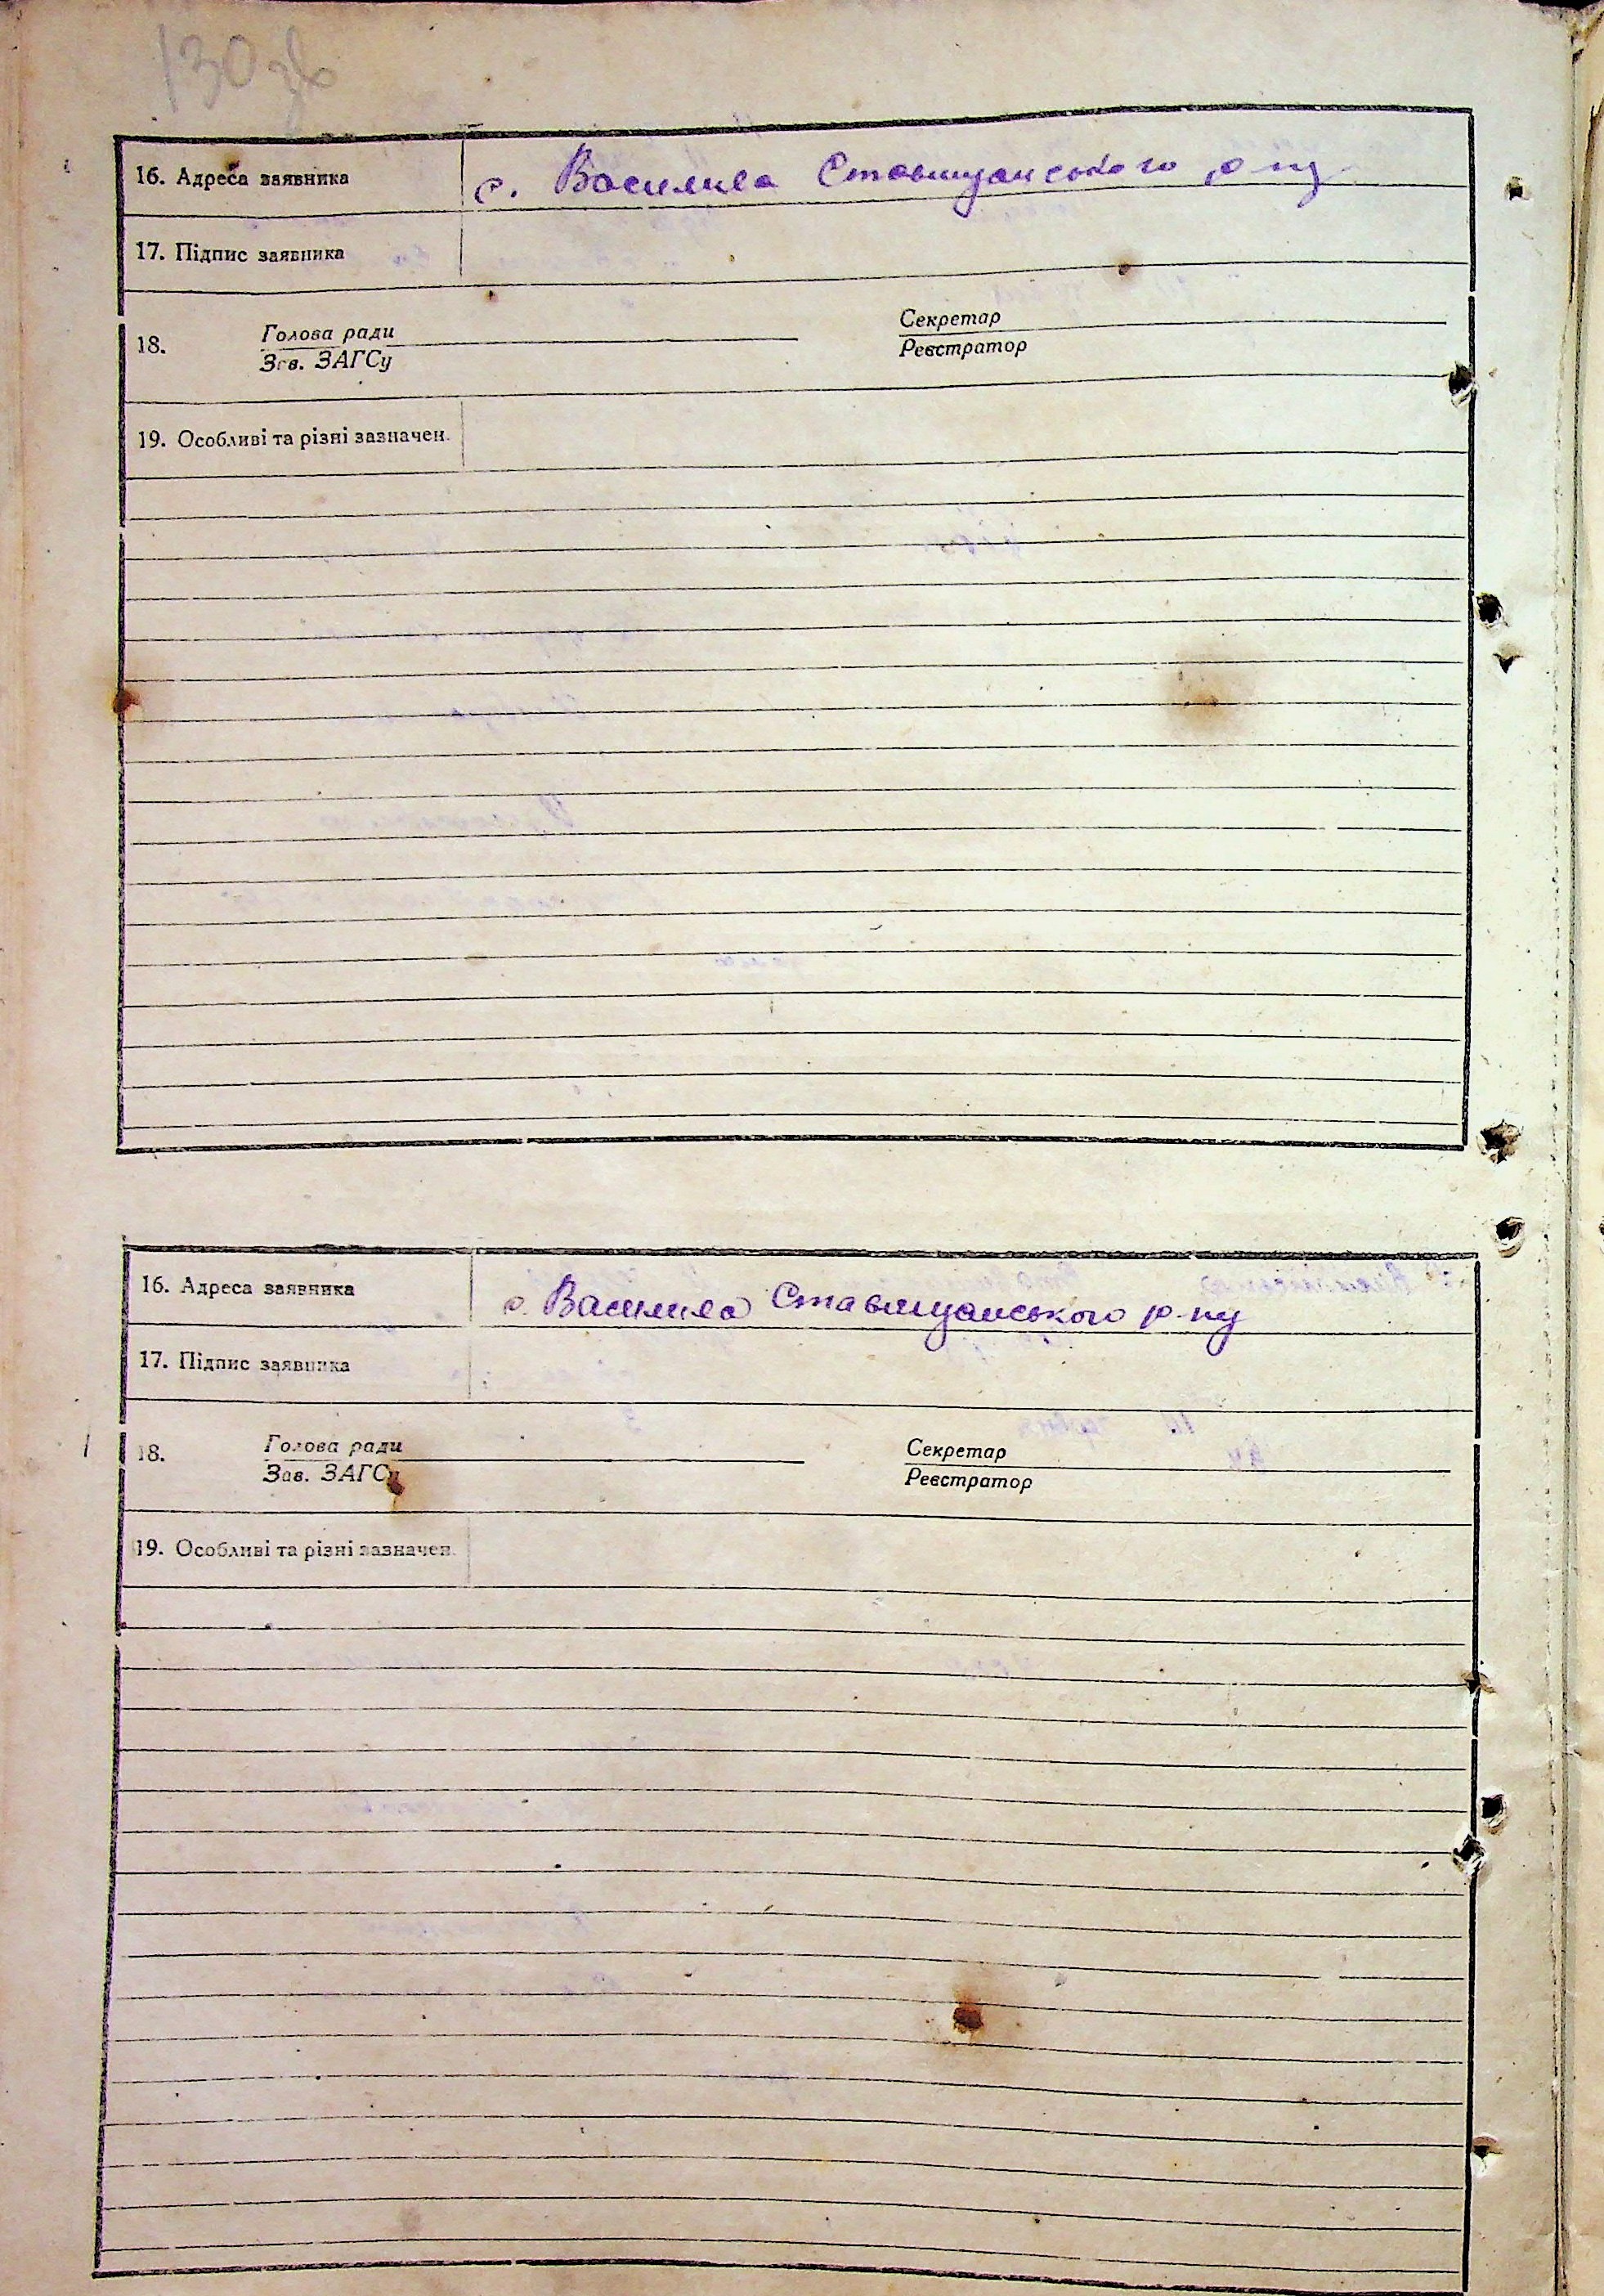 130 зв
16. Адреса заявника с. Василиха Ставищанського р-ну
17. Підпис заявника
18. Голова ради Секретар
Зав. ЗАГСу Реєстратор
19. Особливі та різні зазначен.
16. Адреса заявника с. Василиха Ставищанського р-ну
17. Підпис заявника
18. Голова ради Секретар
Зав. ЗАГСу Реєстратор
19. Особливі та різні зазначен.